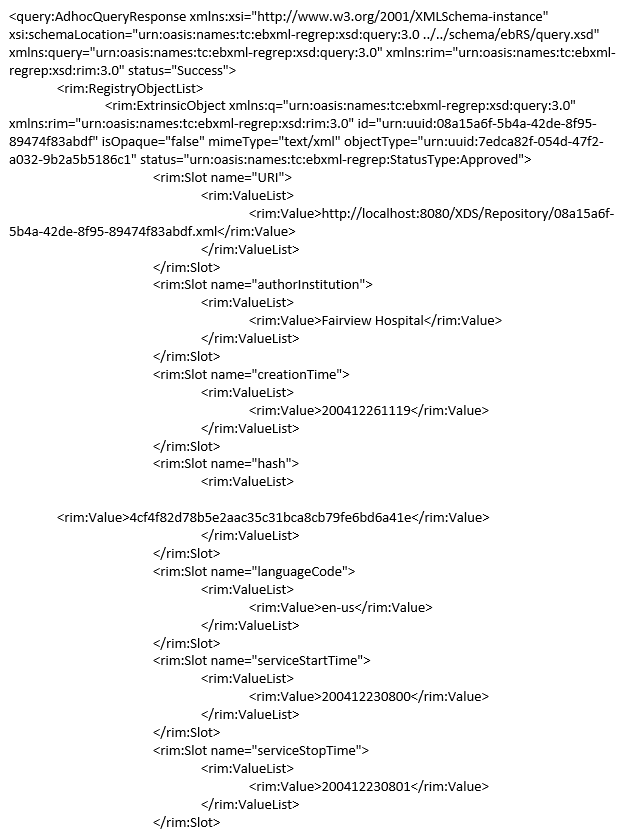 <query:AdhocQueryResponse xmlns:xsi="http://www.w3.org/2001/XMLSchema-instance"
xsi:schemaLocation="urn:oasis:names:tc:ebxml-regrep:xsd:query:3.0 ../../schema/ebRS/query.xsd"
xmlns:query="urn:oasis:names:tc:ebxml-regrep:xsd:query:3.0" xmlns:rim="urn:oasis:names:tc:ebxml-
regrep:xsd:rim:3.0" status="Success">
<rim:RegistryObjectList>
<rim:ExtrinsicObject xmlns:q="urn:oasis:names:tc:ebxml-regrep:xsd:query:3.0"
xmlns:rim="urn:oasis:names:tc:ebxml-regrep:xsd:rim:3.0" id="urn:uuid:08a15a6f-5b4a-42de-8f95-
89474f83abdf" isOpaque="false" mimeType="text/xml" objectType="urn:uuid:7edca82f-054d-47f2-
a032-9b2a5b5186c1" status="urn:oasis:names:tc:ebxml-regrep:StatusType:Approved">
<rim:Slot name="URI">
<rim:ValueList>
<rim:Value>http://localhost:8080/XDS/Repository/08a15a6f-
5b4a-42de-8f95-89474f83abdf.xml</rim:Value>
</rim:ValueList>
</rim:Slot>
<rim:Slot name="authorInstitution">
<rim:ValueList>
<rim:Value>Fairview Hospital</rim:Value>
</rim:ValueList>
</rim:Slot>
<rim:Slot name="creationTime">
<rim:ValueList>
<rim:Value>200412261119</rim:Value>
</rim:ValueList>
</rim:Slot>
<rim:Slot name="hash">
<rim:ValueList>
<rim:Value>4cf4f82d78b5e2aac35c31bca8cb79fe6bd6a41e</rim:Value>
</rim:ValueList>
</rim:Slot>
<rim:Slot name="languageCode">
<rim:ValueList>
<rim:Value>en-us</rim:Value>
</rim:ValueList>
</rim:Slot>
<rim:Slot name="serviceStartTime">
<rim:ValueList>
<rim:Value>200412230800</rim:Value>
</rim:ValueList>
</rim:Slot>
<rim:Slot name="serviceStopTime">
<rim:ValueList>
<rim:Value>200412230801</rim:Value>
</rim:ValueList>
</rim:Slot>